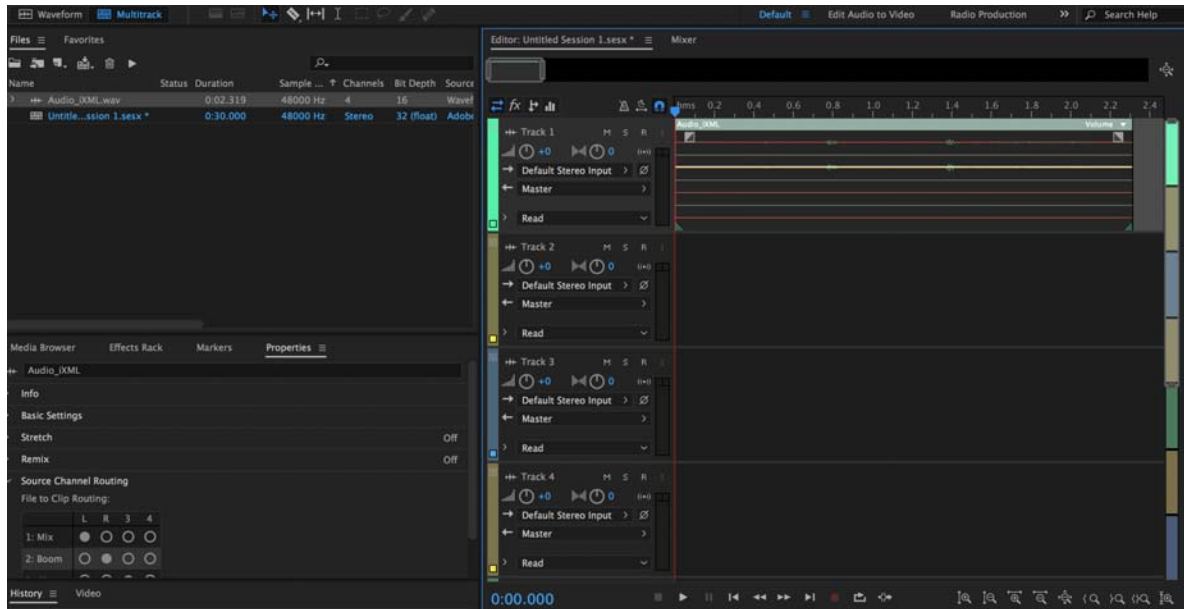 Waveform Multitrack Default Edit Audio to Video Radio Production Search Help
Files Favorites
Name Status Duration Sample ... Channels Bit Depth Source
Audio_iXML.wav 0:02.319 48000 Hz 4 16 Wavef
Untitle...ssion 1.sesx * 0:30.000 48000 Hz Stereo 32 (float) Adobe
Media Browser Effects Rack Markers Properties
Audio_iXML
Info
Basic Settings
Stretch Off
Remix Off
Source Channel Routing
File to Clip Routing:
L R 3 4
1: Mix
2: Boom
History Video
Editor: Untitled Session 1.sesx * Mixer
fx hms 0.2 0.4 0.6 0.8 1.0 1.2 1.4 1.6 1.8 2.0 2.2 2.4
Audio_iXML Volume
Track 1 M S R I
+0 0
Default Stereo Input
Master
Read
Track 2 M S R I
+0 0
Default Stereo Input
Master
Read
Track 3 M S R I
+0 0
Default Stereo Input
Master
Read
Track 4 M S R I
+0 0
Default Stereo Input
Master
Read
0:00.000